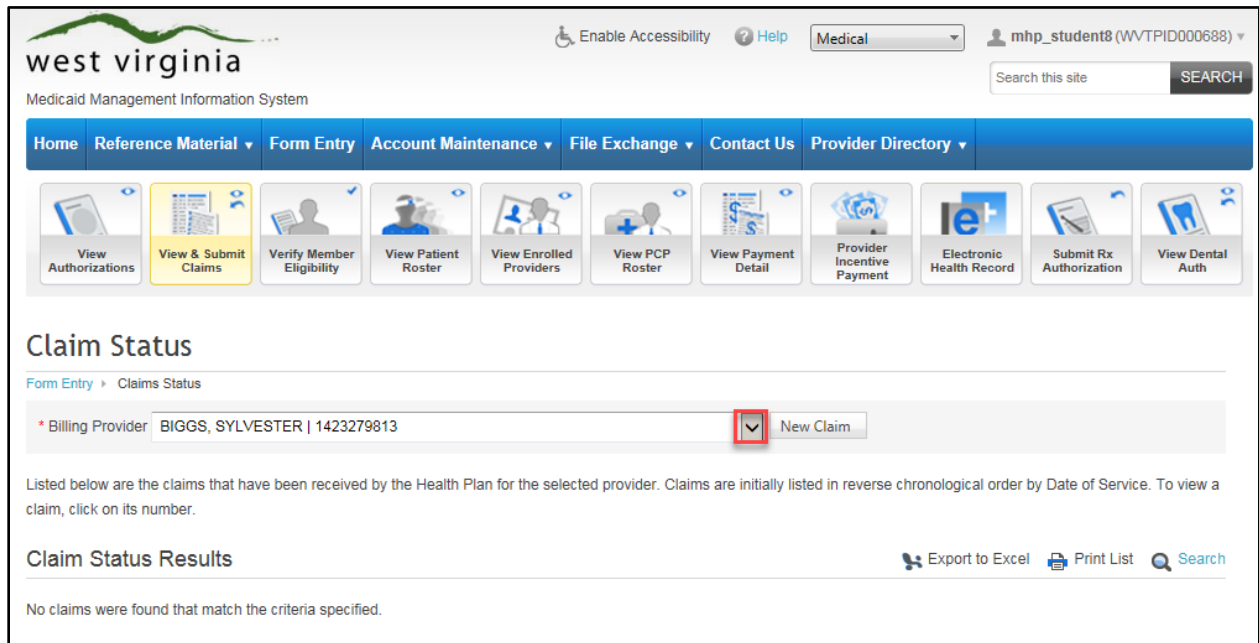 west virginia
Medicaid Management Information System
Enable Accessibility Help Medical mhp_student8 (WVTPID000688)
Search this site SEARCH
Home Reference Material Form Entry Account Maintenance File Exchange Contact Us Provider Directory
View Authorizations
View & Submit Claims
Verify Member Eligibility
View Patient Roster
View Enrolled Providers
View PCP Roster
View Payment Detail
Provider Incentive Payment
Electronic Health Record
Submit Rx Authorization
View Dental Auth
Claim Status
Form Entry Claims Status
* Billing Provider BIGGS, SYLVESTER | 1423279813 New Claim
Listed below are the claims that have been received by the Health Plan for the selected provider. Claims are initially listed in reverse chronological order by Date of Service. To view a
claim, click on its number.
Claim Status Results Export to Excel Print List Search
No claims were found that match the criteria specified.